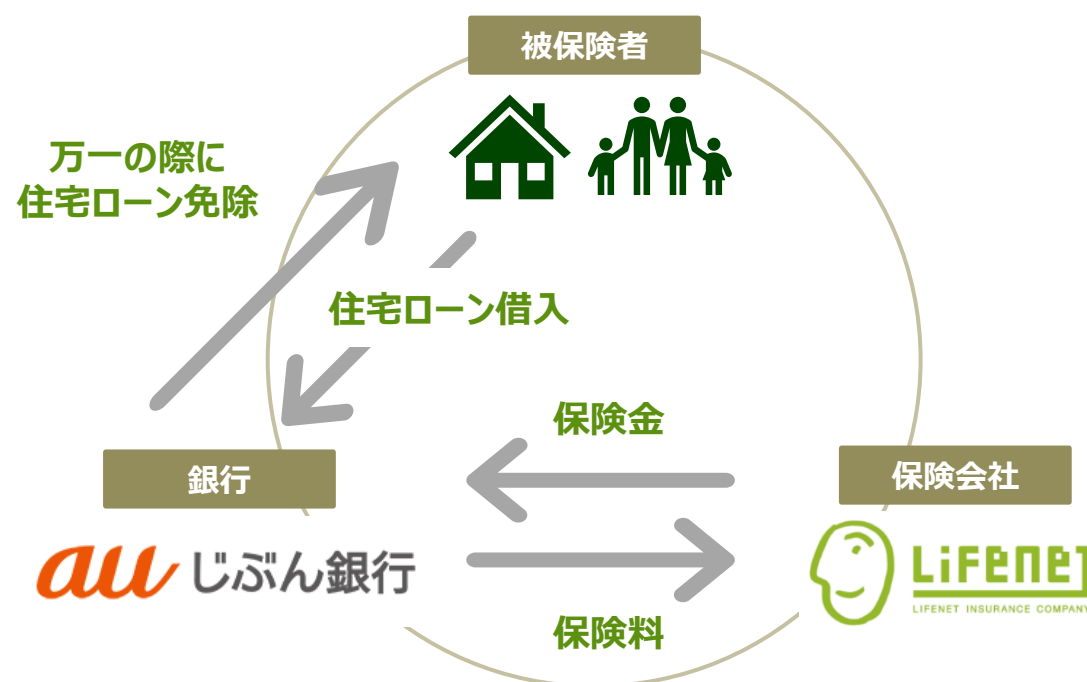 被保険者
万一の際に
住宅ローン免除
住宅ローン借入
保険金
銀行
保険会社
au じぶん銀行
LIFENET
LIFENET INSURANCE COMPANY
保険料